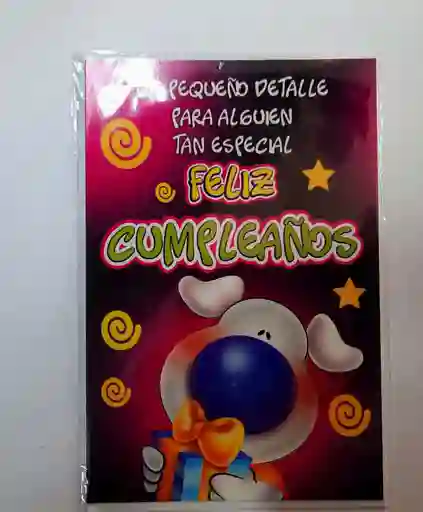 PEQUEÑO DETALLE
PARA ALGUIEN
TAN ESPECIAL
FELIZ
CUMPLEAÑOS